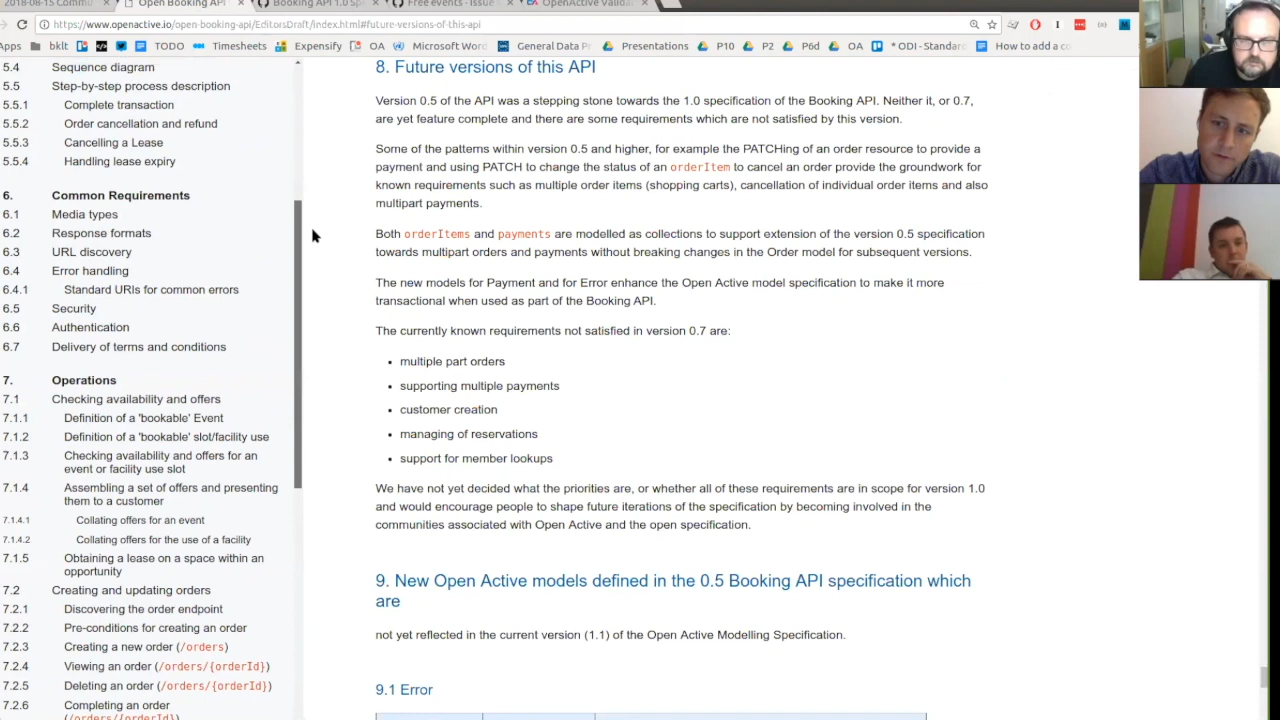 2018-08-15 Commu
Open Booking API
Booking API 1.0 Sp
Free events - Issue
OpenActive Valida
https://www.openactive.io/open-booking-api/EditorsDraft/index.html#future-versions-of-this-api
Apps bklt TODO Timesheets Expensify OA Microsoft Word General Data Pr Presentations P10 P2 P6d OA * ODI - Standard How to add a co
5.4 Sequence diagram
5.5 Step-by-step process description
5.5.1 Complete transaction
5.5.2 Order cancellation and refund
5.5.3 Cancelling a Lease
5.5.4 Handling lease expiry
6. Common Requirements
6.1 Media types
6.2 Response formats
6.3 URL discovery
6.4 Error handling
6.4.1 Standard URIs for common errors
6.5 Security
6.6 Authentication
6.7 Delivery of terms and conditions
7. Operations
7.1 Checking availability and offers
7.1.1 Definition of a 'bookable' Event
7.1.2 Definition of a 'bookable' slot/facility use
7.1.3 Checking availability and offers for an
event or facility use slot
7.1.4 Assembling a set of offers and presenting
them to a customer
7.1.4.1 Collating offers for an event
7.1.4.2 Collating offers for the use of a facility
7.1.5 Obtaining a lease on a space within an
opportunity
7.2 Creating and updating orders
7.2.1 Discovering the order endpoint
7.2.2 Pre-conditions for creating an order
7.2.3 Creating a new order (/orders)
7.2.4 Viewing an order (/orders/{orderId})
7.2.5 Deleting an order (/orders/{orderId})
7.2.6 Completing an order
(/orders/{orderId})
8. Future versions of this API
Version 0.5 of the API was a stepping stone towards the 1.0 specification of the Booking API. Neither it, or 0.7,
are yet feature complete and there are some requirements which are not satisfied by this version.
Some of the patterns within version 0.5 and higher, for example the PATCHing of an order resource to provide a
payment and using PATCH to change the status of an orderItem to cancel an order provide the groundwork for
known requirements such as multiple order items (shopping carts), cancellation of individual order items and also
multipart payments.
Both orderItems and payments are modelled as collections to support extension of the version 0.5 specification
towards multipart orders and payments without breaking changes in the Order model for subsequent versions.
The new models for Payment and for Error enhance the Open Active model specification to make it more
transactional when used as part of the Booking API.
The currently known requirements not satisfied in version 0.7 are:
• multiple part orders
• supporting multiple payments
• customer creation
• managing of reservations
• support for member lookups
We have not yet decided what the priorities are, or whether all of these requirements are in scope for version 1.0
and would encourage people to shape future iterations of the specification by becoming involved in the
communities associated with Open Active and the open specification.
9. New Open Active models defined in the 0.5 Booking API specification which
are
not yet reflected in the current version (1.1) of the Open Active Modelling Specification.
9.1 Error